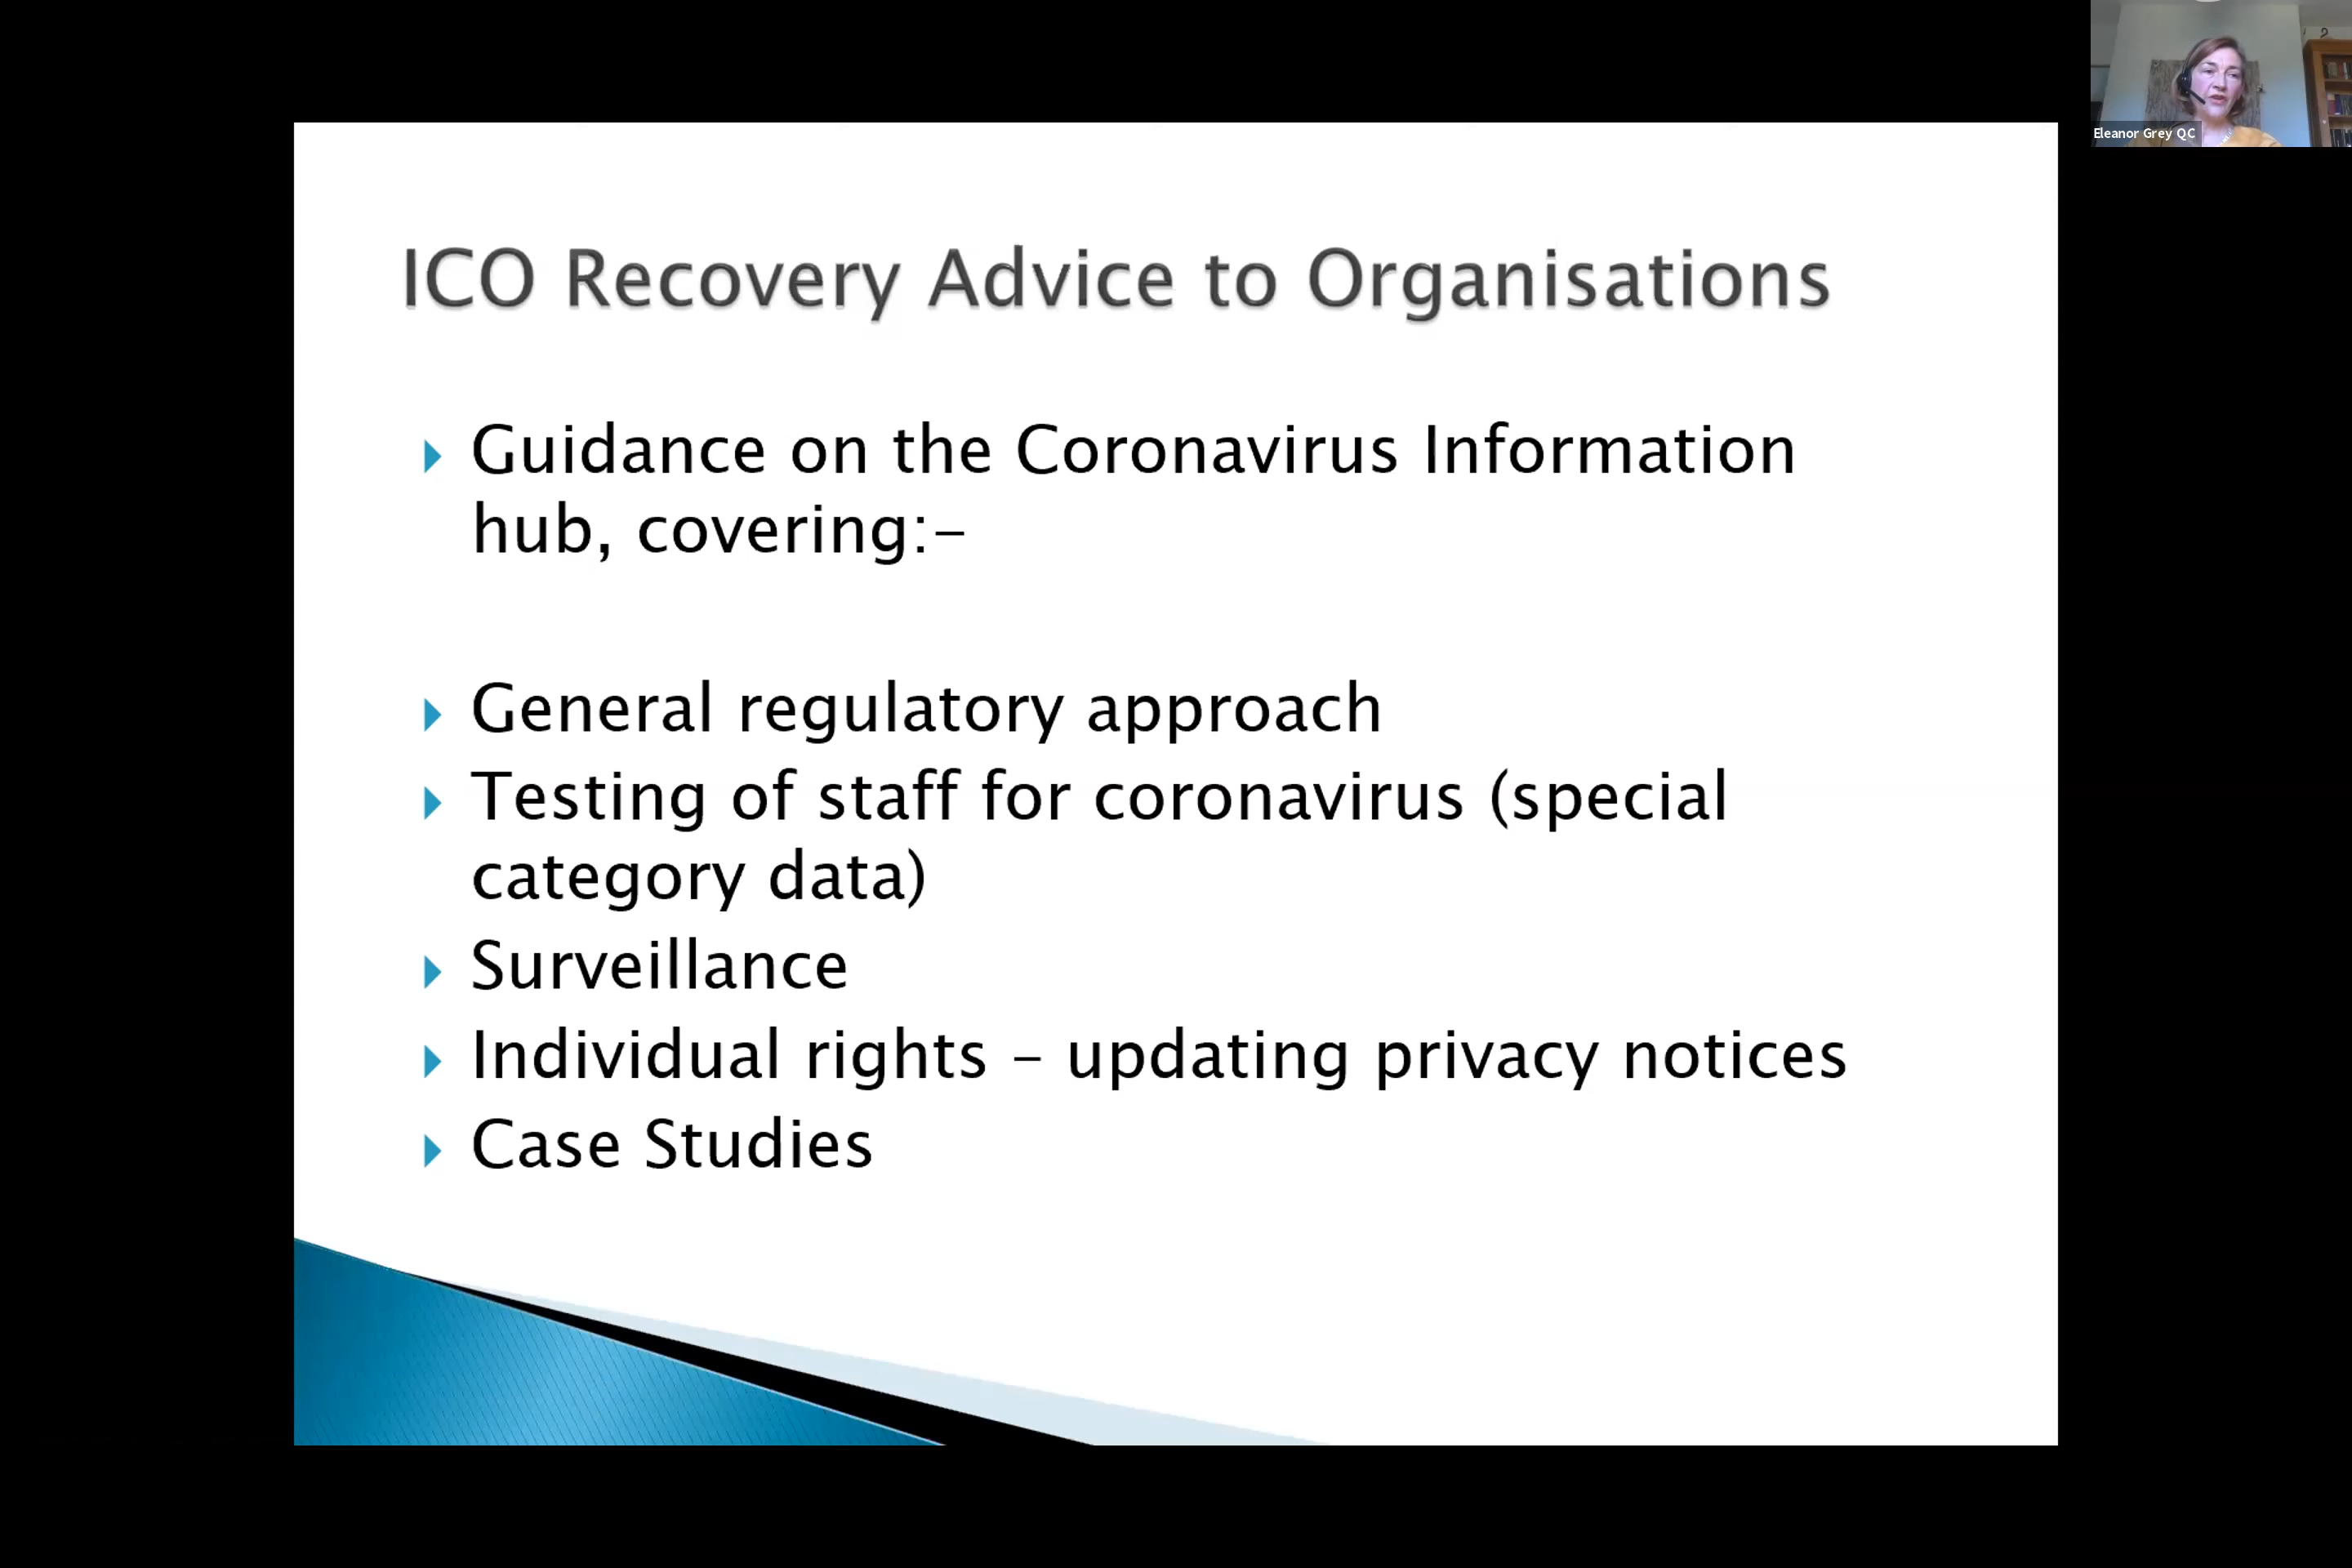 Eleanor Grey QC
ICO Recovery Advice to Organisations
Guidance on the Coronavirus Information
hub, covering:–
General regulatory approach
Testing of staff for coronavirus (special
category data)
Surveillance
Individual rights – updating privacy notices
Case Studies